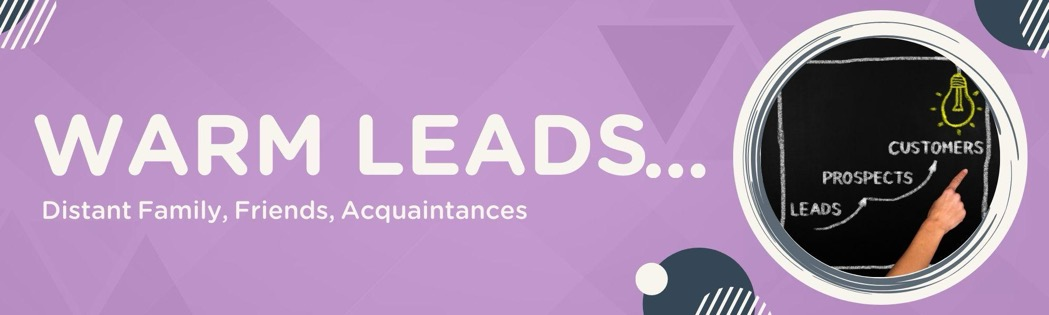 WARM LEADS...
Distant Family, Friends, Acquaintances
CUSTOMERS
PROSPECTS
LEADS